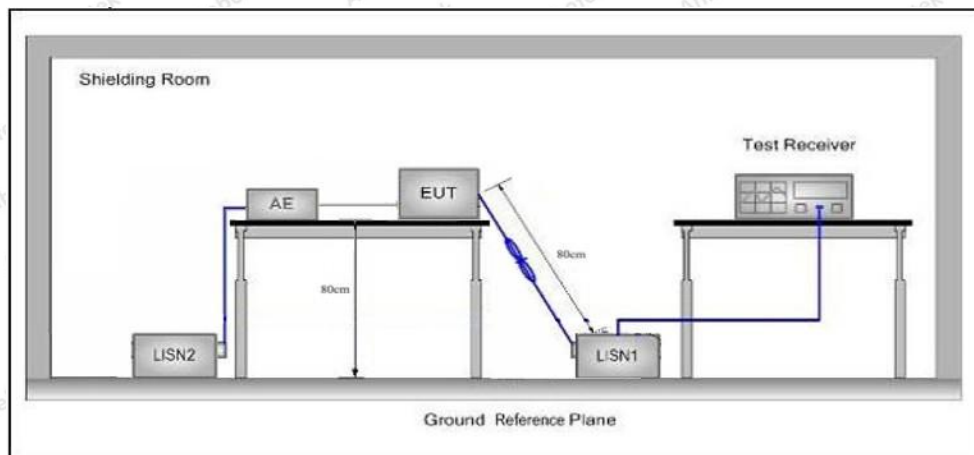 Shielding Room
Test Receiver
AE
EUT
80cm
80cm
LISN2
LISN1
Ground Reference Plane